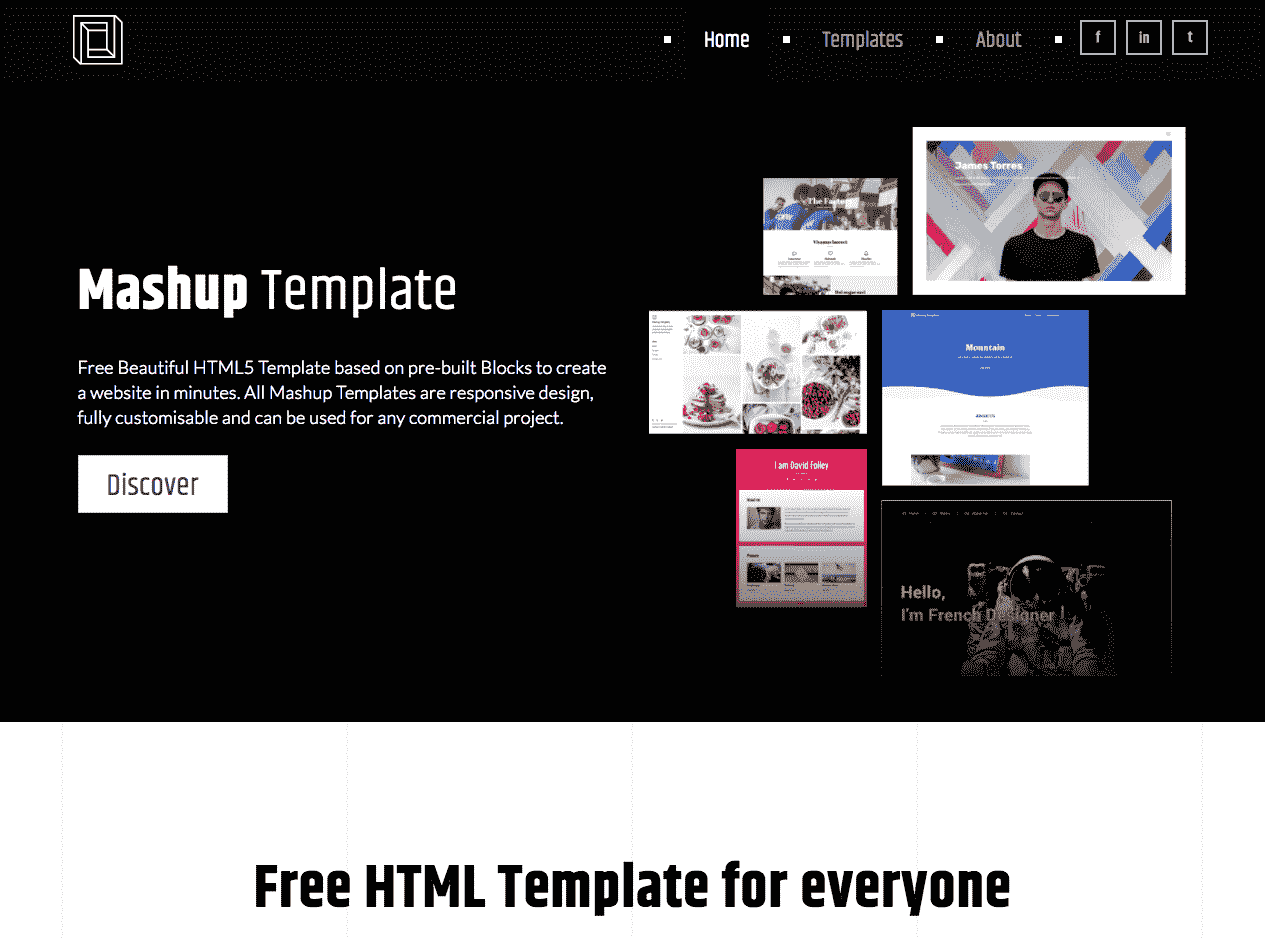 Home
Templates
About
f
in
t
James Torres
The Factory
Vivamus laoreet
Mashup Template
Mountain
Free Beautiful HTML5 Template based on pre-built Blocks to create
a website in minutes. All Mashup Templates are responsive design,
fully customisable and can be used for any commercial project.
I am David Folley
Discover
Hello,
I'm French Designer
Free HTML Template for everyone